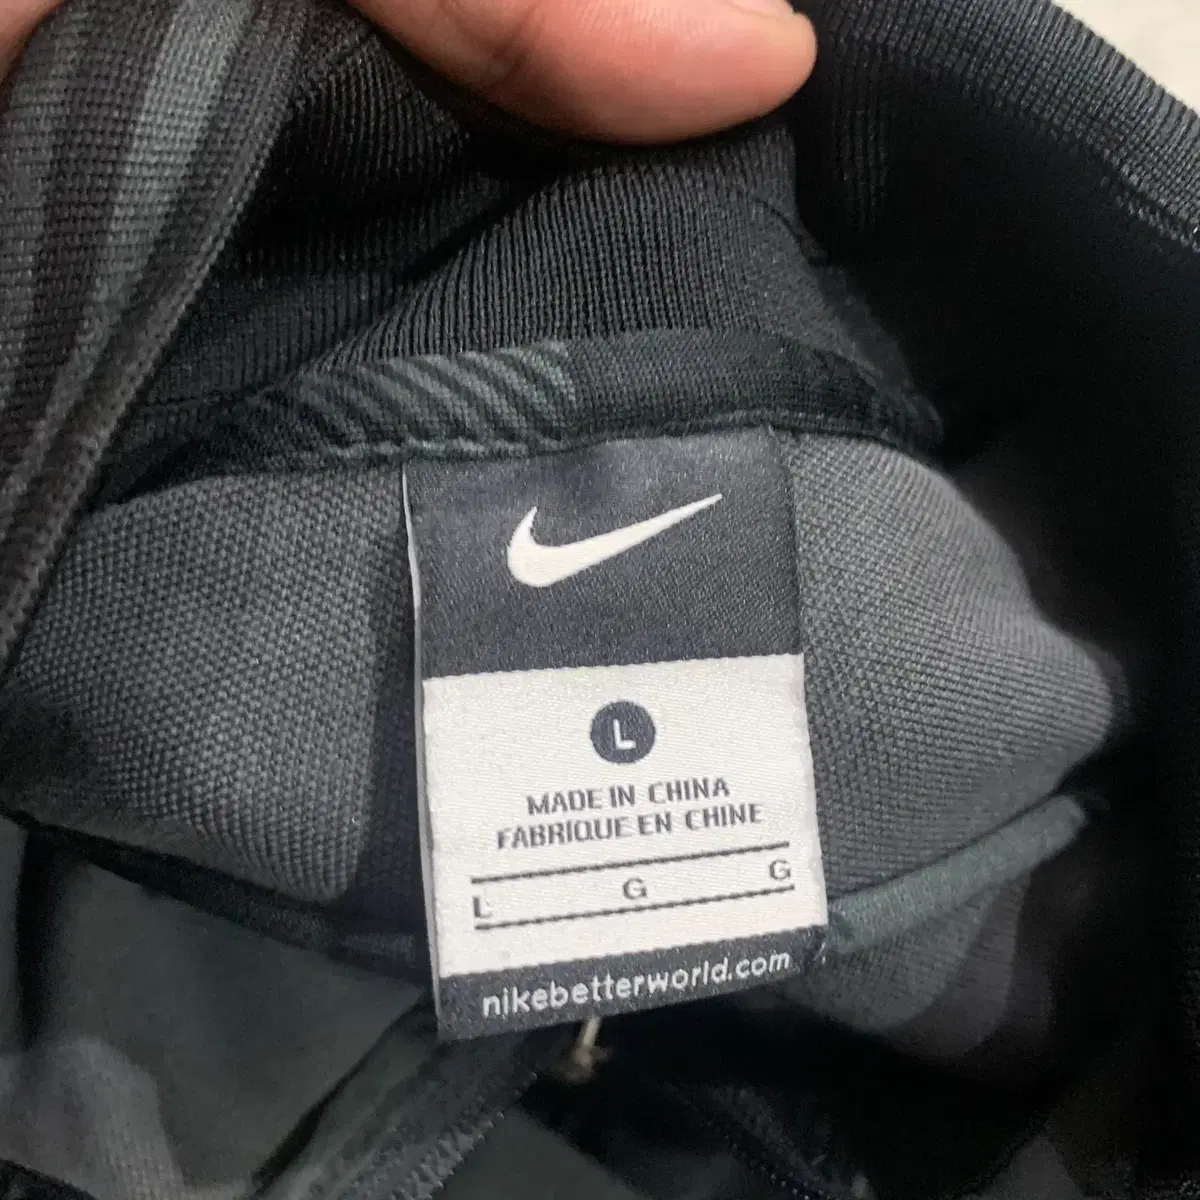 L
MADE IN CHINA
FABRIQUE EN CHINE
L G G
nikebetterworld.com